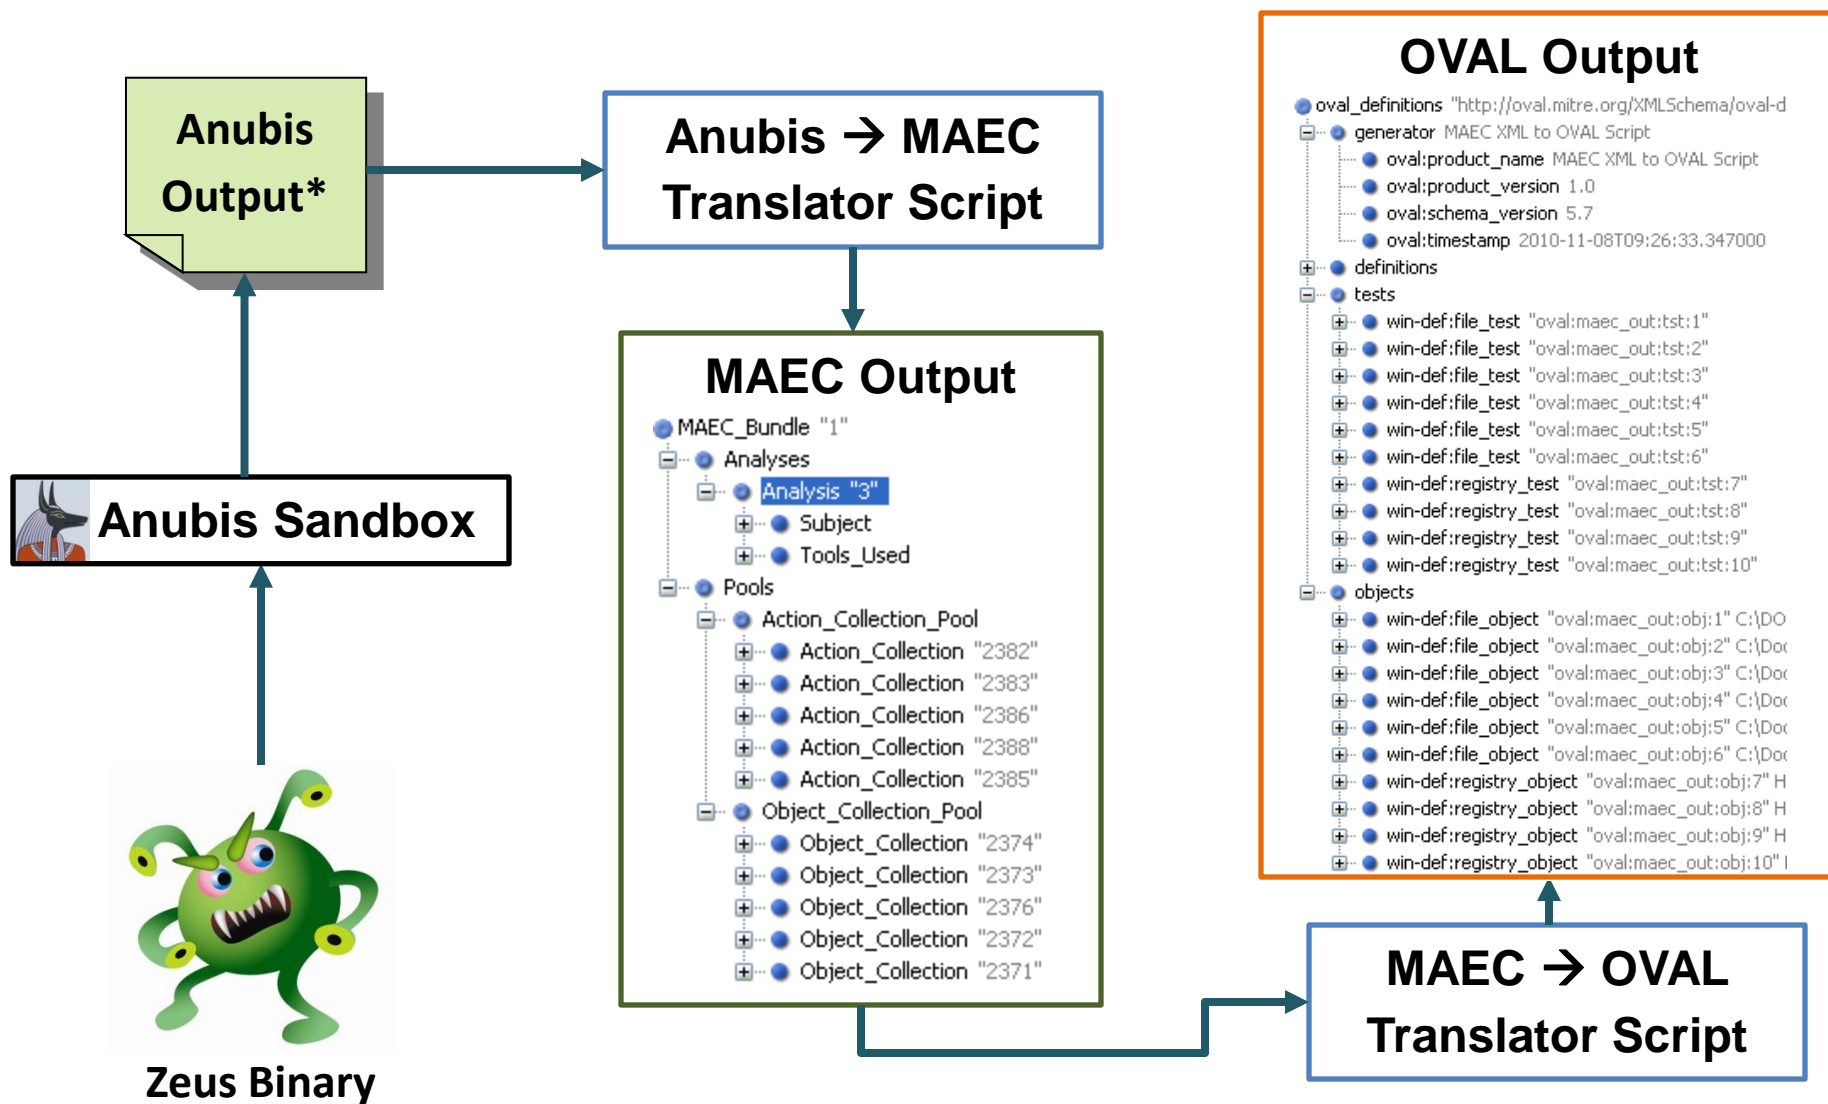 Anubis
Output*
Anubis → MAEC
Translator Script
Anubis Sandbox
Zeus Binary
MAEC Output
MAEC_Bundle "1"
Analyses
Analysis "3"
Subject
Tools_Used
Pools
Action_Collection_Pool
Action_Collection "2382"
Action_Collection "2383"
Action_Collection "2386"
Action_Collection "2388"
Action_Collection "2385"
Object_Collection_Pool
Object_Collection "2374"
Object_Collection "2373"
Object_Collection "2376"
Object_Collection "2372"
Object_Collection "2371"
MAEC → OVAL
Translator Script
OVAL Output
oval_definitions "http://oval.mitre.org/XMLSchema/oval-d
generator MAEC XML to OVAL Script
oval:product_name MAEC XML to OVAL Script
oval:product_version 1.0
oval:schema_version 5.7
oval:timestamp 2010-11-08T09:26:33.347000
definitions
tests
win-def:file_test "oval:maec_out:tst:1"
win-def:file_test "oval:maec_out:tst:2"
win-def:file_test "oval:maec_out:tst:3"
win-def:file_test "oval:maec_out:tst:4"
win-def:file_test "oval:maec_out:tst:5"
win-def:file_test "oval:maec_out:tst:6"
win-def:registry_test "oval:maec_out:tst:7"
win-def:registry_test "oval:maec_out:tst:8"
win-def:registry_test "oval:maec_out:tst:9"
win-def:registry_test "oval:maec_out:tst:10"
objects
win-def:file_object "oval:maec_out:obj:1" C:\DO
win-def:file_object "oval:maec_out:obj:2" C:\Doc
win-def:file_object "oval:maec_out:obj:3" C:\Doc
win-def:file_object "oval:maec_out:obj:4" C:\Doc
win-def:file_object "oval:maec_out:obj:5" C:\Doc
win-def:file_object "oval:maec_out:obj:6" C:\Doc
win-def:registry_object "oval:maec_out:obj:7" H
win-def:registry_object "oval:maec_out:obj:8" H
win-def:registry_object "oval:maec_out:obj:9" H
win-def:registry_object "oval:maec_out:obj:10"